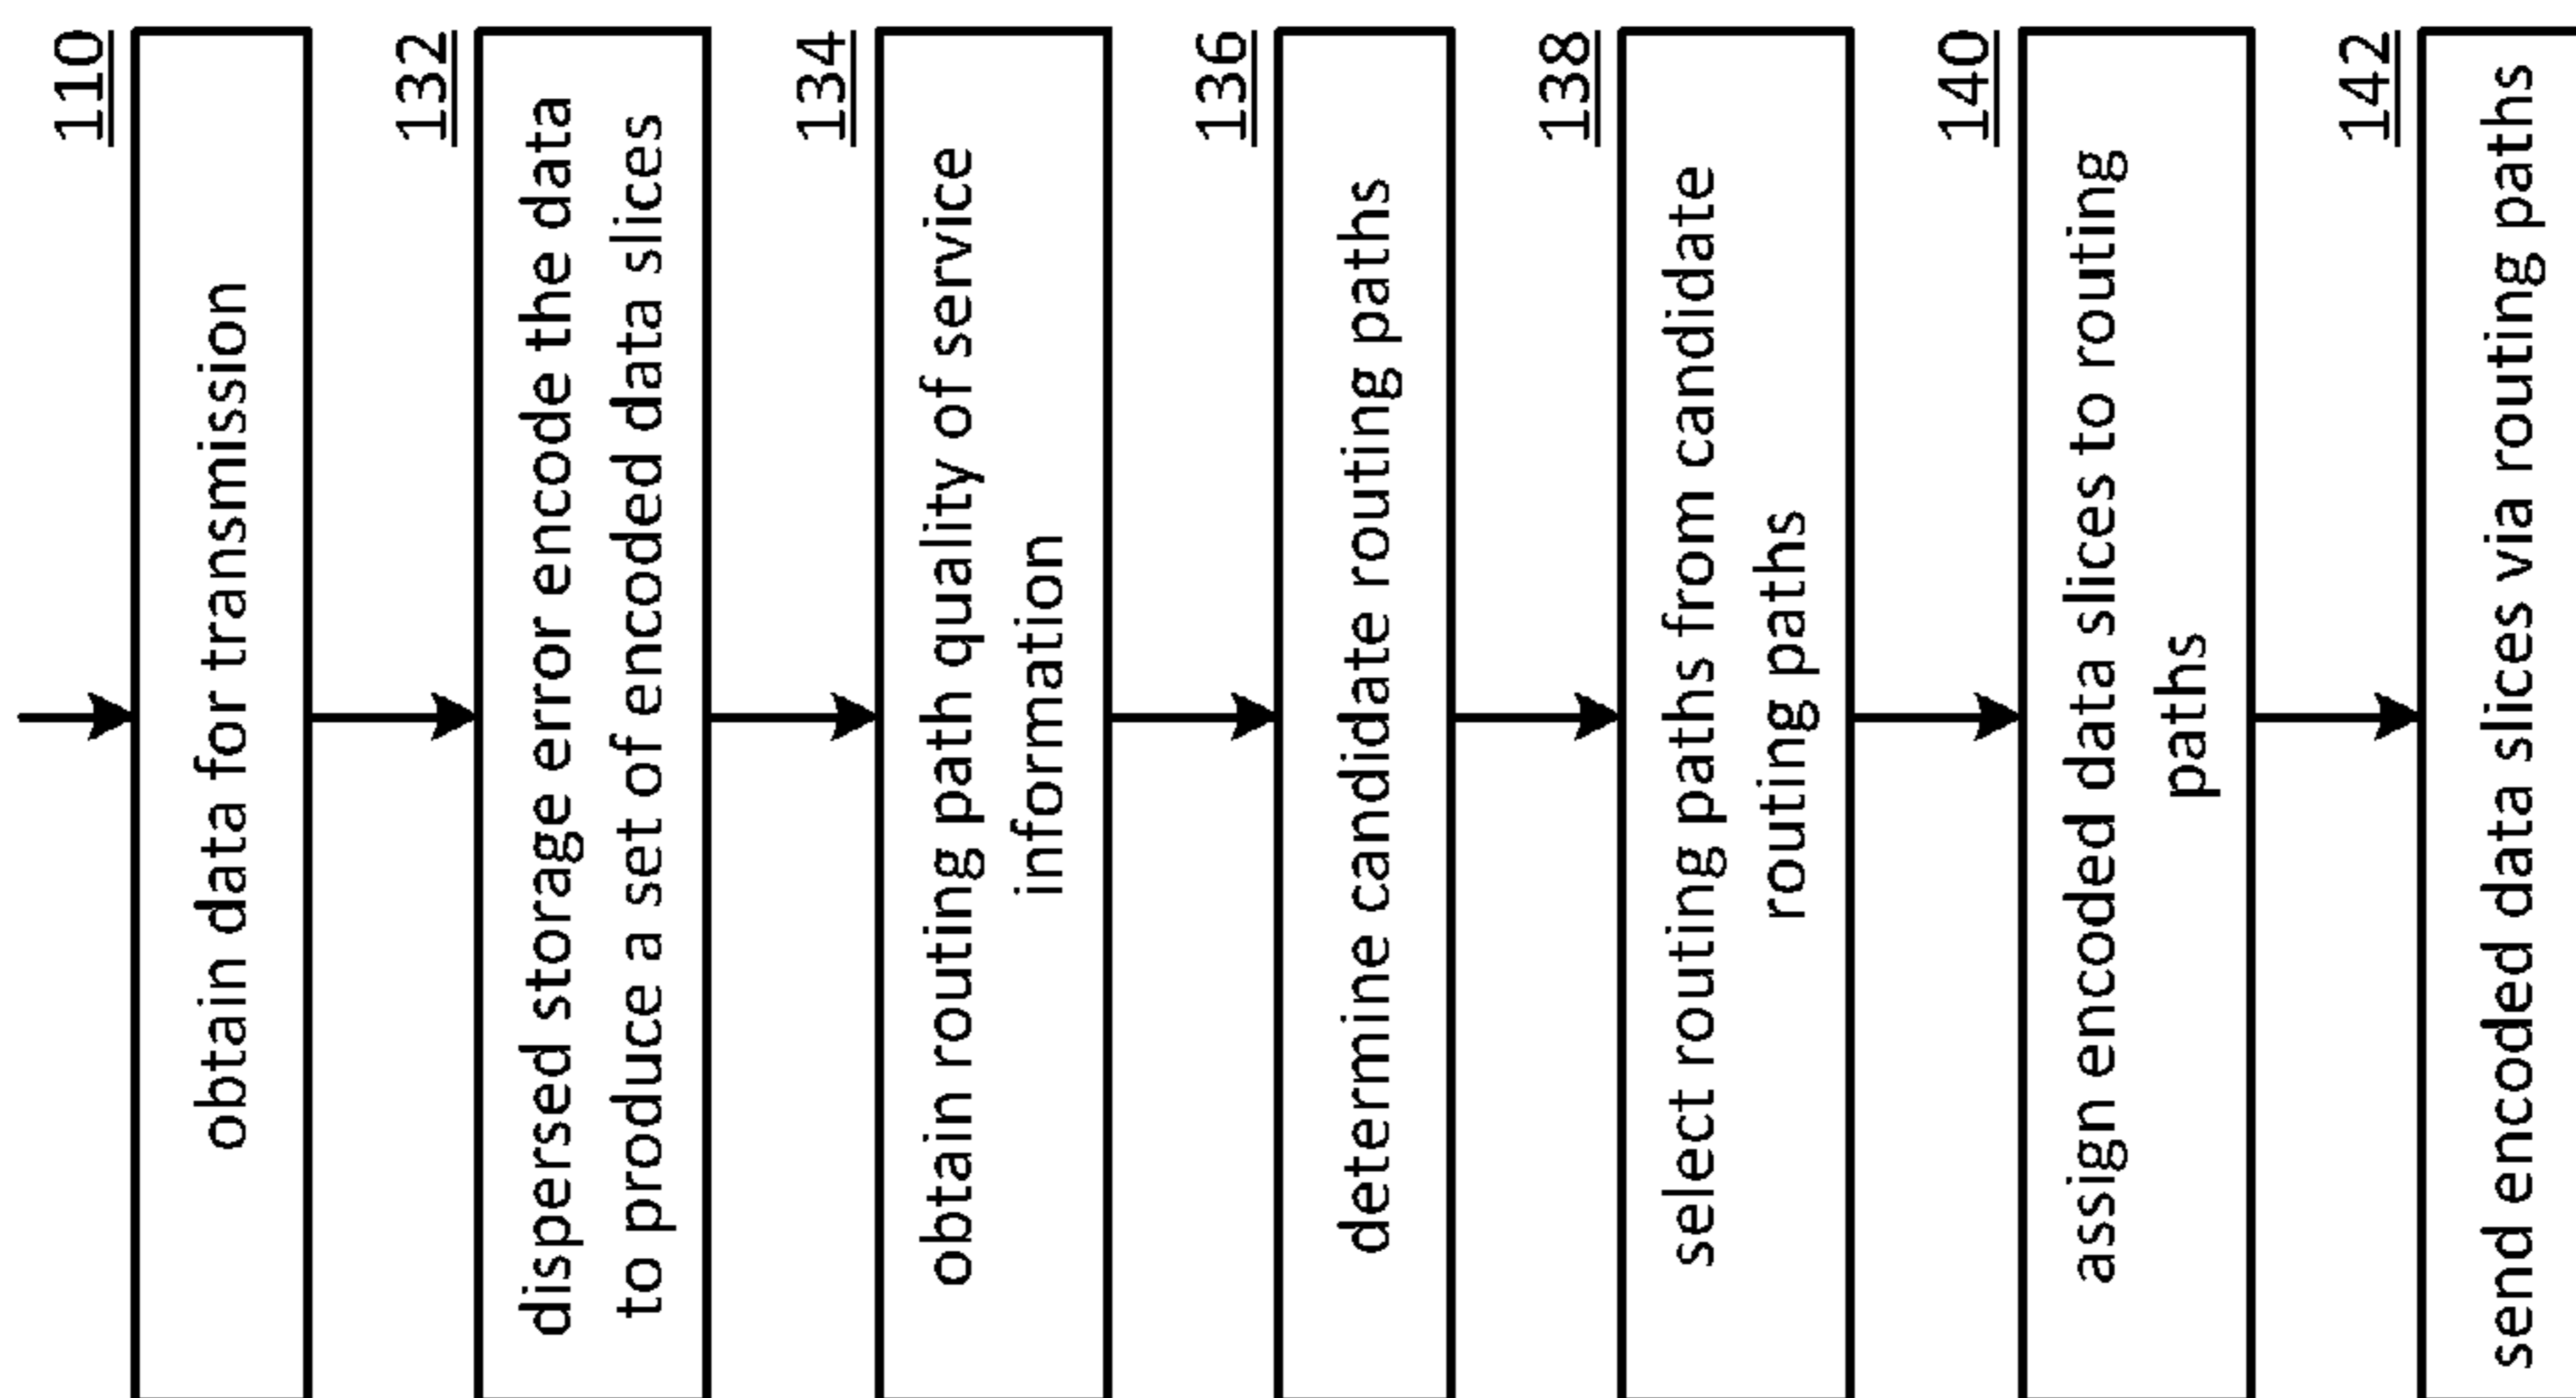 110
obtain data for transmission
132
dispersed storage error encode the data
to produce a set of encoded data slices
134
obtain routing path quality of service
information
136
determine candidate routing paths
138
select routing paths from candidate
routing paths
140
assign encoded data slices to routing
paths
142
send encoded data slices via routing paths